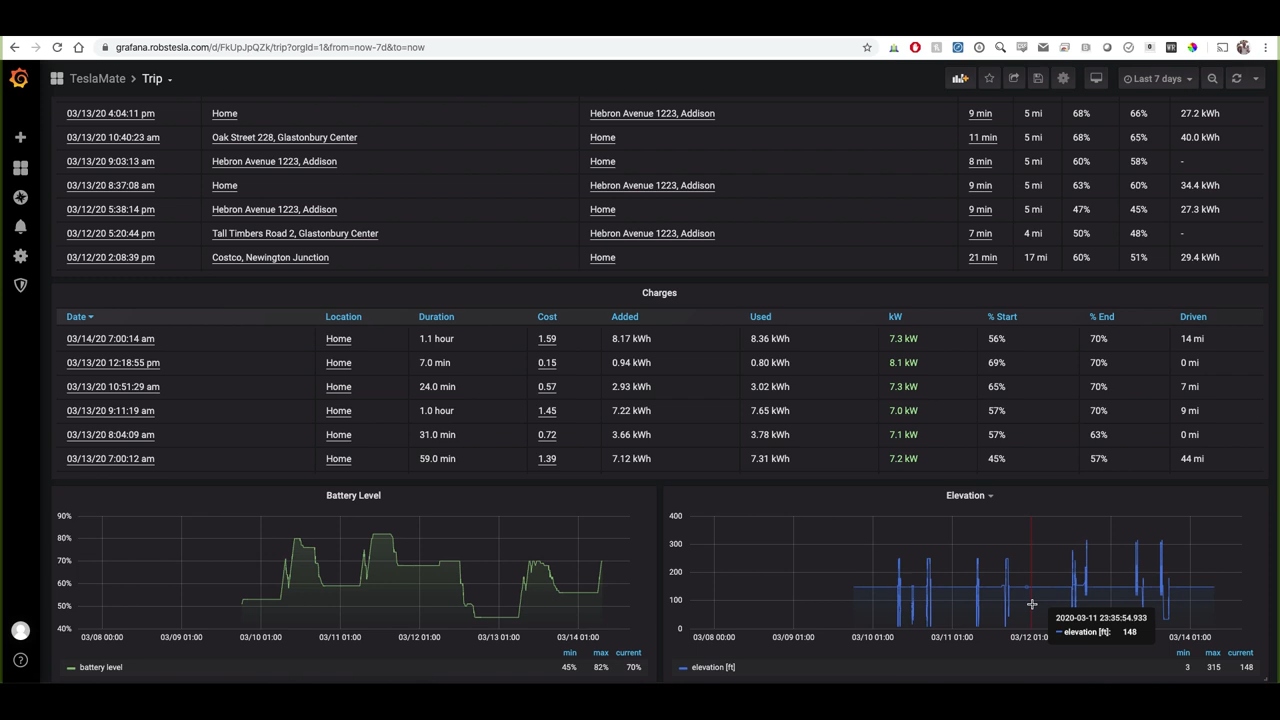 grafana.robstesla.com/d/FkUpJpQZk/trip?orgId=1&from=now-7d&to=now
TeslaMate > Trip
Last 7 days
03/13/20 4:04:11 pm Home Hebron Avenue 1223, Addison 9 min 5 mi 68% 66% 27.2 kWh
03/13/20 10:40:23 am Oak Street 228, Glastonbury Center Home 11 min 5 mi 68% 65% 40.0 kWh
03/13/20 9:03:13 am Hebron Avenue 1223, Addison Home 8 min 5 mi 60% 58% -
03/13/20 8:37:08 am Home Hebron Avenue 1223, Addison 9 min 5 mi 63% 60% 34.4 kWh
03/12/20 5:38:14 pm Hebron Avenue 1223, Addison Home 9 min 5 mi 47% 45% 27.3 kWh
03/12/20 5:20:44 pm Tall Timbers Road 2, Glastonbury Center Hebron Avenue 1223, Addison 7 min 4 mi 50% 48% -
03/12/20 2:08:39 pm Costco, Newington Junction Home 21 min 17 mi 60% 51% 29.4 kWh
Charges
Date Location Duration Cost Added Used kW % Start % End Driven
03/14/20 7:00:14 am Home 1.1 hour 1.59 8.17 kWh 8.36 kWh 7.3 kW 56% 70% 14 mi
03/13/20 12:18:55 pm Home 7.0 min 0.15 0.94 kWh 0.80 kWh 8.1 kW 69% 70% 0 mi
03/13/20 10:51:29 am Home 24.0 min 0.57 2.93 kWh 3.02 kWh 7.3 kW 65% 70% 7 mi
03/13/20 9:11:19 am Home 1.0 hour 1.45 7.22 kWh 7.65 kWh 7.0 kW 57% 70% 9 mi
03/13/20 8:04:09 am Home 31.0 min 0.72 3.66 kWh 3.78 kWh 7.1 kW 57% 63% 0 mi
03/13/20 7:00:12 am Home 59.0 min 1.39 7.12 kWh 7.31 kWh 7.2 kW 45% 57% 44 mi
Battery Level
90%
80%
70%
60%
50%
40%
03/08 00:00 03/09 01:00 03/10 01:00 03/11 01:00 03/12 01:00 03/13 01:00 03/14 01:00
min max current
battery level 45% 82% 70%
Elevation
400
300
200
100
0
03/08 00:00 03/09 01:00 03/10 01:00 03/11 01:00 03/12 01:0 03/14 01:00
2020-03-11 23:35:54.933
elevation [ft]: 148
min max current
elevation [ft] 3 315 148